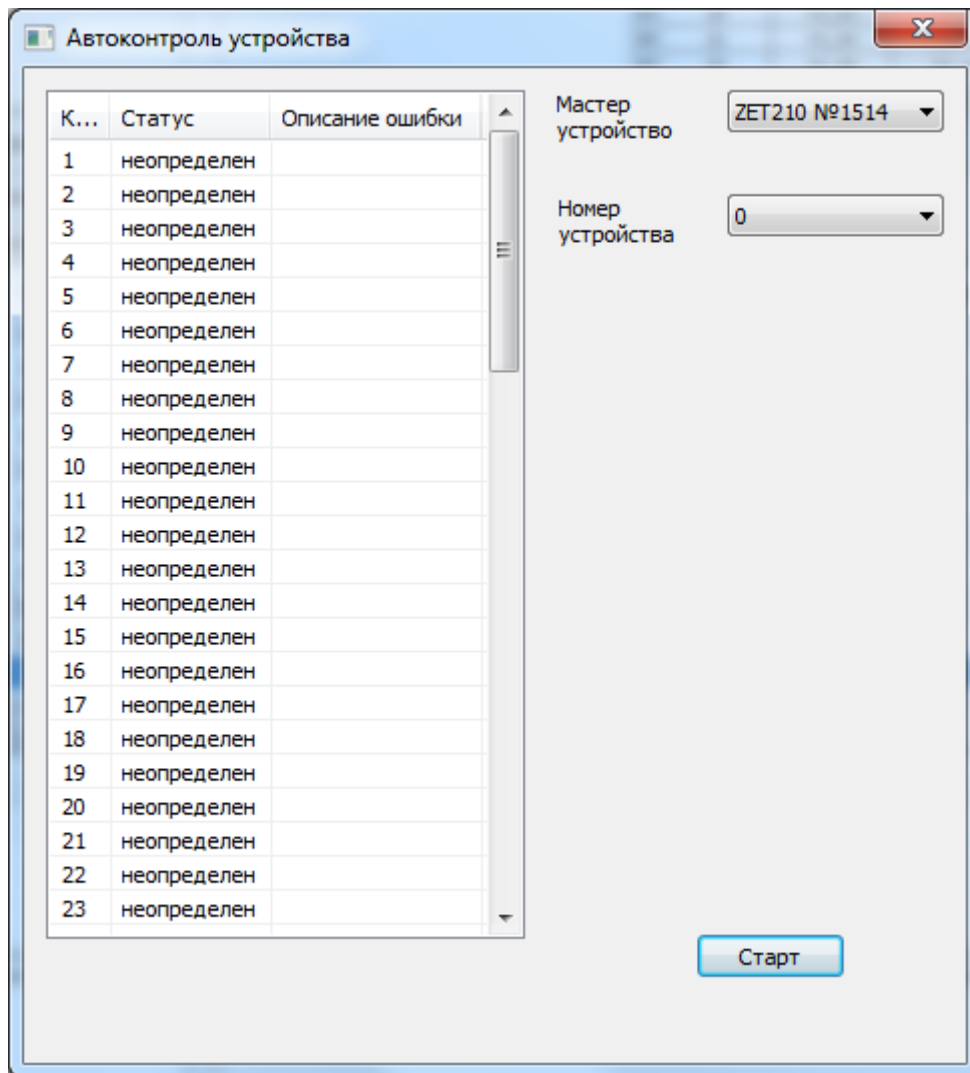 Автоконтроль устройства
К... Статус Описание ошибки
1 неопределен
2 неопределен
3 неопределен
4 неопределен
5 неопределен
6 неопределен
7 неопределен
8 неопределен
9 неопределен
10 неопределен
11 неопределен
12 неопределен
13 неопределен
14 неопределен
15 неопределен
16 неопределен
17 неопределен
18 неопределен
19 неопределен
20 неопределен
21 неопределен
22 неопределен
23 неопределен
Мастер
устройство
ZET210 №1514
Номер
устройства
0
Старт